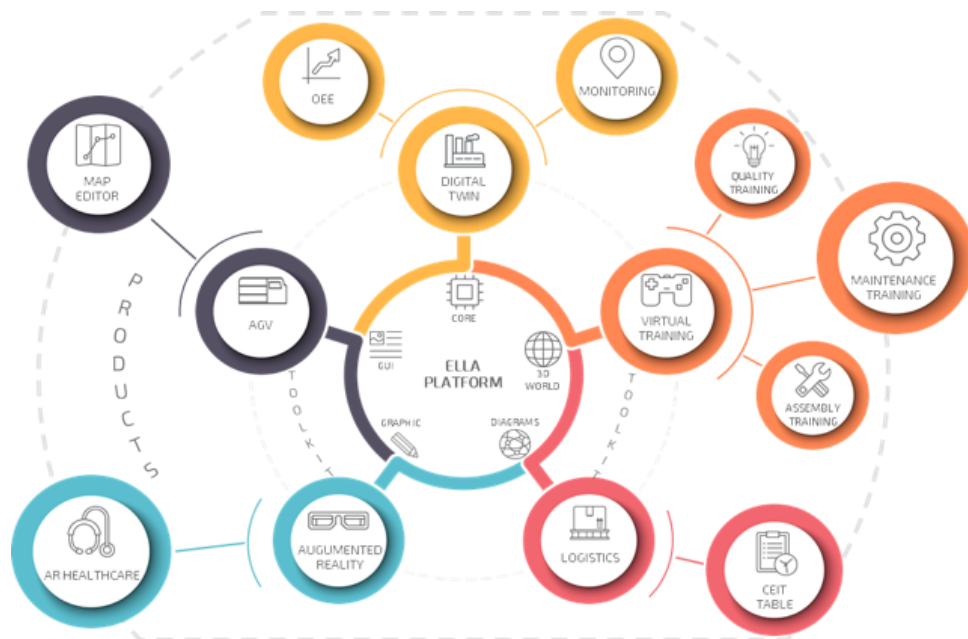 OEE
MONITORING
MAP
EDITOR
DIGITAL
TWIN
QUALITY
TRAINING
MAINTENANCE
TRAINING
PRODUCTS
AGV
CORE
VIRTUAL
TRAINING
GUI
ELLA
PLATFORM
3D
WORLD
TOOLKIT
TOOLKIT
ASSEMBLY
TRAINING
GRAPHIC
DIAGRAMS
AR HEALTHCARE
AUGUMENTED
REALITY
LOGISTICS
CEIT
TABLE